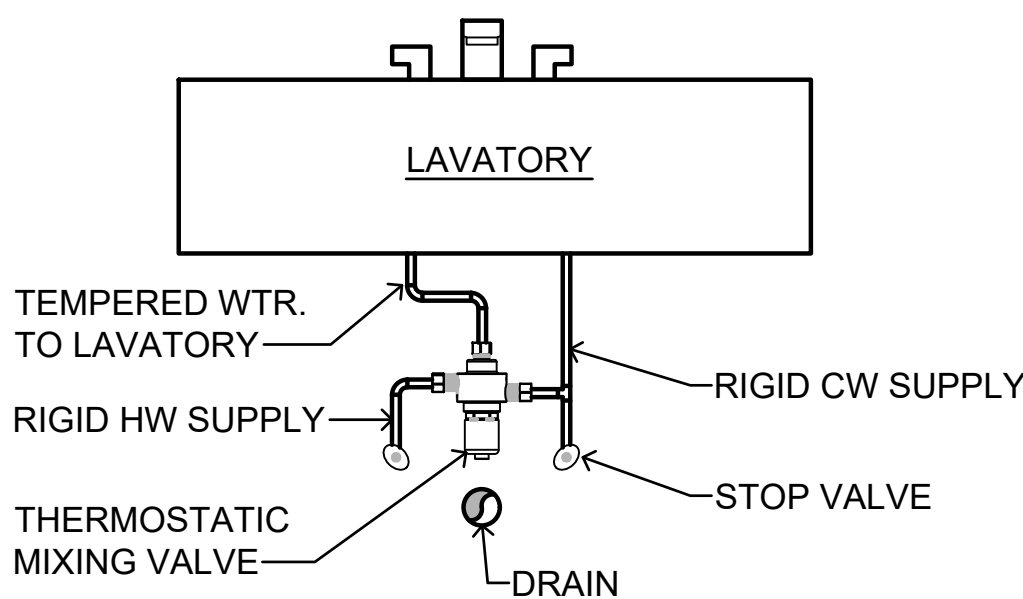 LAVATORY
TEMPERED WTR.
TO LAVATORY
RIGID CW SUPPLY
RIGID HW SUPPLY
STOP VALVE
THERMOSTATIC
MIXING VALVE
DRAIN